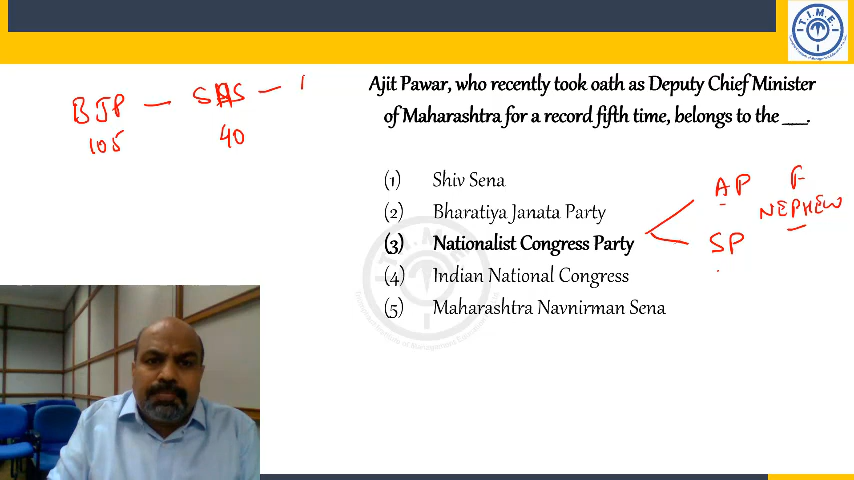 T.I.M.E.
BJP — SHS —
105 40
Ajit Pawar, who recently took oath as Deputy Chief Minister
of Maharashtra for a record fifth time, belongs to the ___.
(1) Shiv Sena
(2) Bharatiya Janata Party
(3) Nationalist Congress Party
(4) Indian National Congress
(5) Maharashtra Navnirman Sena
AP
NEPHEW
SP